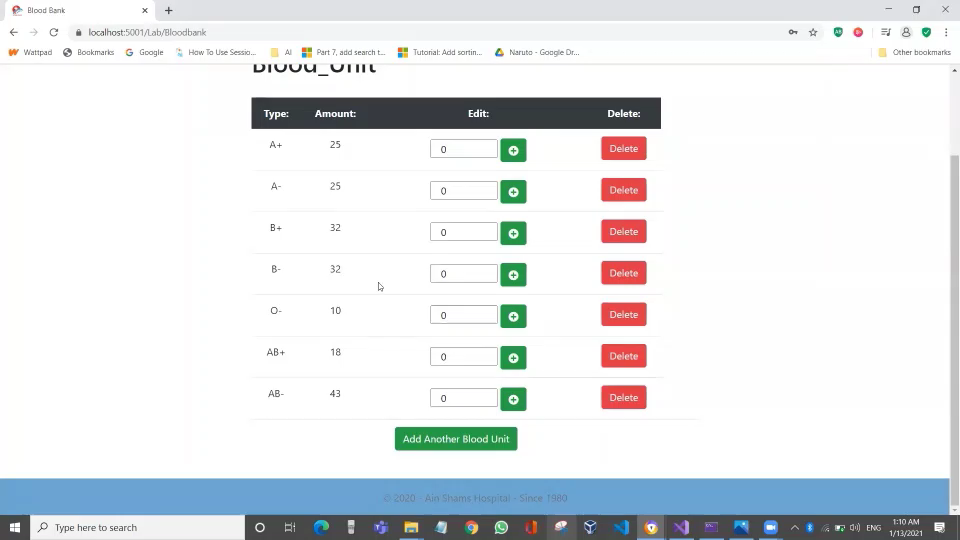 Blood Bank
localhost:5001/Lab/Bloodbank
Wattpad Bookmarks Google How To Use Sessio... AI Part 7, add search t... Tutorial: Add sortin... Naruto - Google Dr... Other bookmarks
Blood_Unit
Type: Amount: Edit: Delete:
A+ 25 0 Delete
A- 25 0 Delete
B+ 32 0 Delete
B- 32 0 Delete
O- 10 0 Delete
AB+ 18 0 Delete
AB- 43 0 Delete
Add Another Blood Unit
© 2020 - Ain Shams Hospital - Since 1980
Type here to search
ENG
1:10 AM
1/13/2021